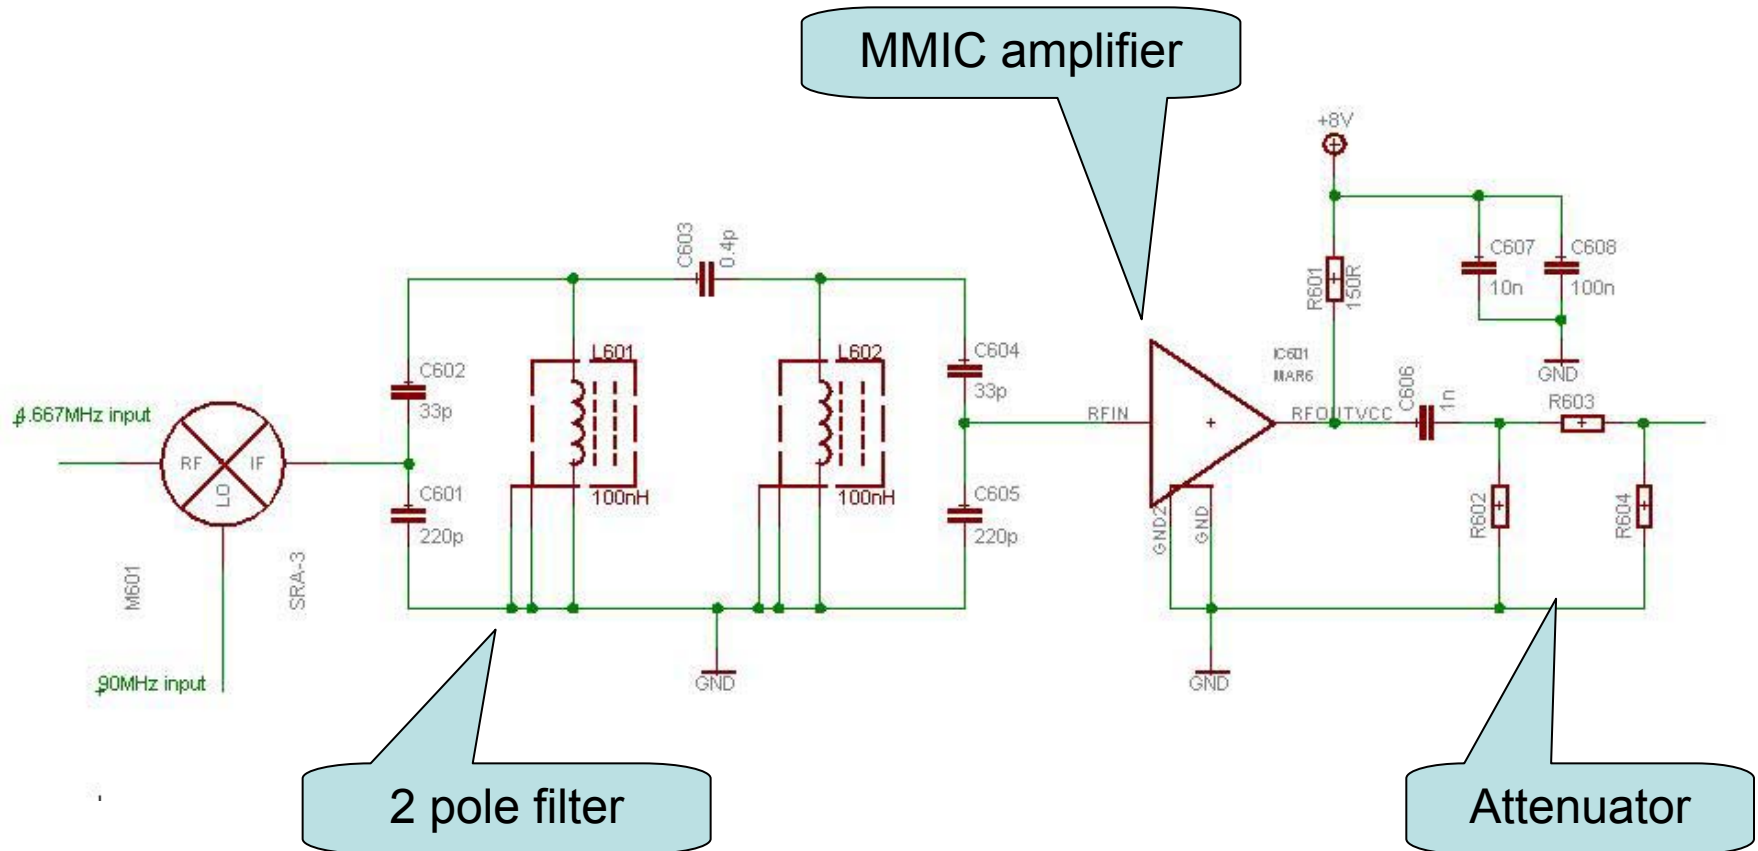 MMIC amplifier
+8V
C603
0.4p
C607
10n
C608
100n
R601
150R
L601
100nH
L602
100nH
C602
33p
C604
33p
IC601
MAR6
GND
C606
1n
R603
4.667MHz input
RF
IF
LO
RFIN
RFOUTVCC
C601
220p
C605
220p
GND2
GND
R602
R604
M601
SRA-3
90MHz input
GND
GND
2 pole filter
Attenuator